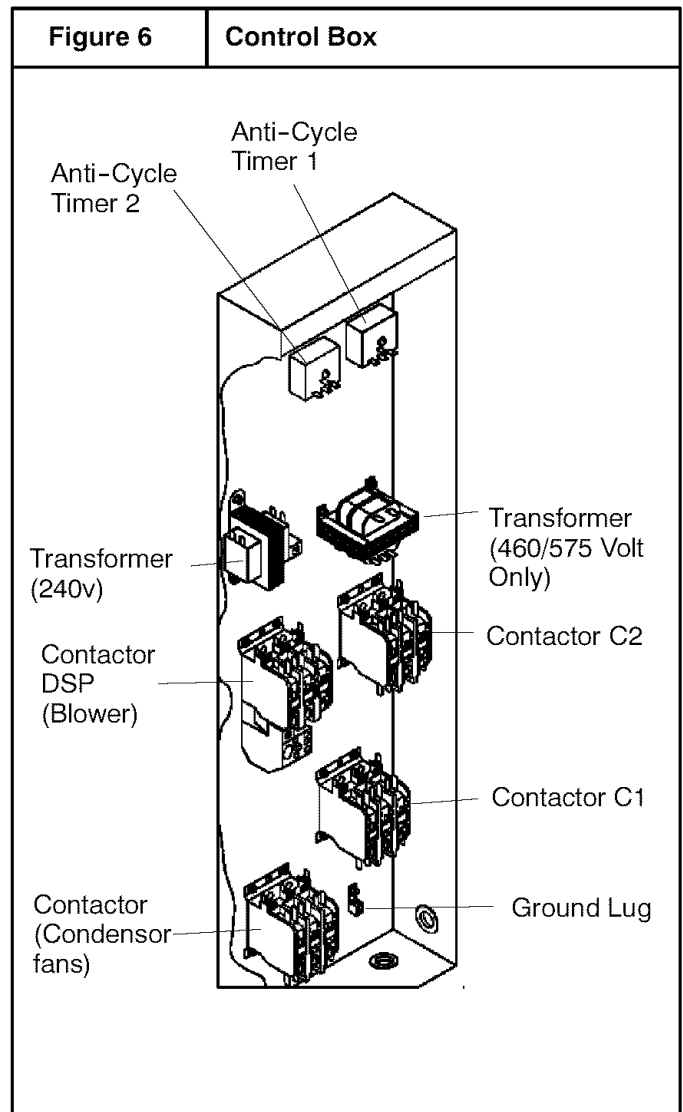 Figure 6
Control Box
Anti-Cycle
Timer 1
Anti-Cycle
Timer 2
Transformer
(460/575 Volt
Only)
Transformer
(240v)
Contactor C2
Contactor
DSP
(Blower)
Contactor C1
Contactor
(Condensor
fans)
Ground Lug